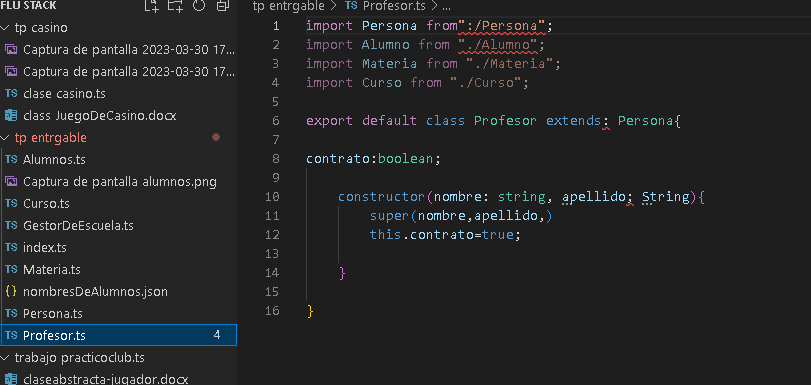 FLU STACK
tp casino
Captura de pantalla 2023-03-30 17...
Captura de pantalla 2023-03-30 17...
TS clase casino.ts
class JuegoDeCasino.docx
tp entrgable
TS Alumnos.ts
Captura de pantalla alumnos.png
TS Curso.ts
TS GestorDeEscuela.ts
TS index.ts
TS Materia.ts
{} nombresDeAlumnos.json
TS Persona.ts
TS Profesor.ts 4
trabajo practicoclub.ts
claseabstracta-jugador.docx
tp entrgable > TS Profesor.ts > ...
1 import Persona from":/Persona";
2 import Alumno from "./Alumno";
3 import Materia from "./Materia";
4 import Curso from "./Curso";
5
6 export default class Profesor extends: Persona{
7
8 contrato:boolean;
9
10 constructor(nombre: string, apellido; String){
11 super(nombre,apellido,)
12 this.contrato=true;
13
14 }
15
16 }